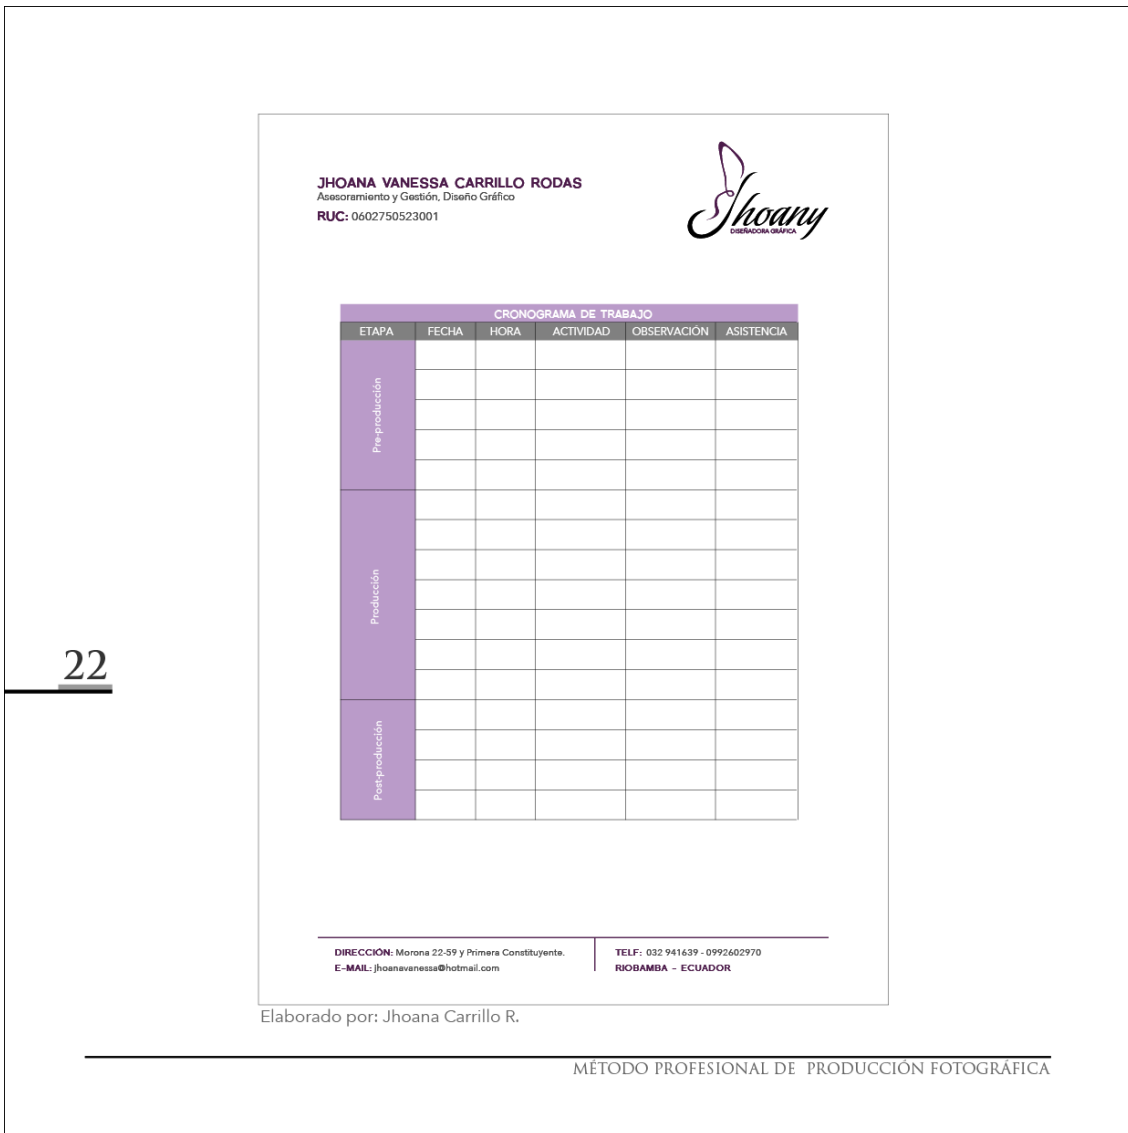 JHOANA VANESSA CARRILLO RODAS
Asesoramiento y Gestión, Diseño Gráfico
RUC: 0602750523001
Jhoany
DISEÑADORA GRÁFICA
CRONOGRAMA DE TRABAJO
ETAPA FECHA HORA ACTIVIDAD OBSERVACIÓN ASISTENCIA
Pre-producción
Producción
Post-producción
22
DIRECCIÓN: Morona 22-59 y Primera Constituyente.
E-MAIL: jhoanavanessa@hotmail.com
TELF: 032 941639 - 0992602970
RIOBAMBA - ECUADOR
Elaborado por: Jhoana Carrillo R.
MÉTODO PROFESIONAL DE PRODUCCIÓN FOTOGRÁFICA